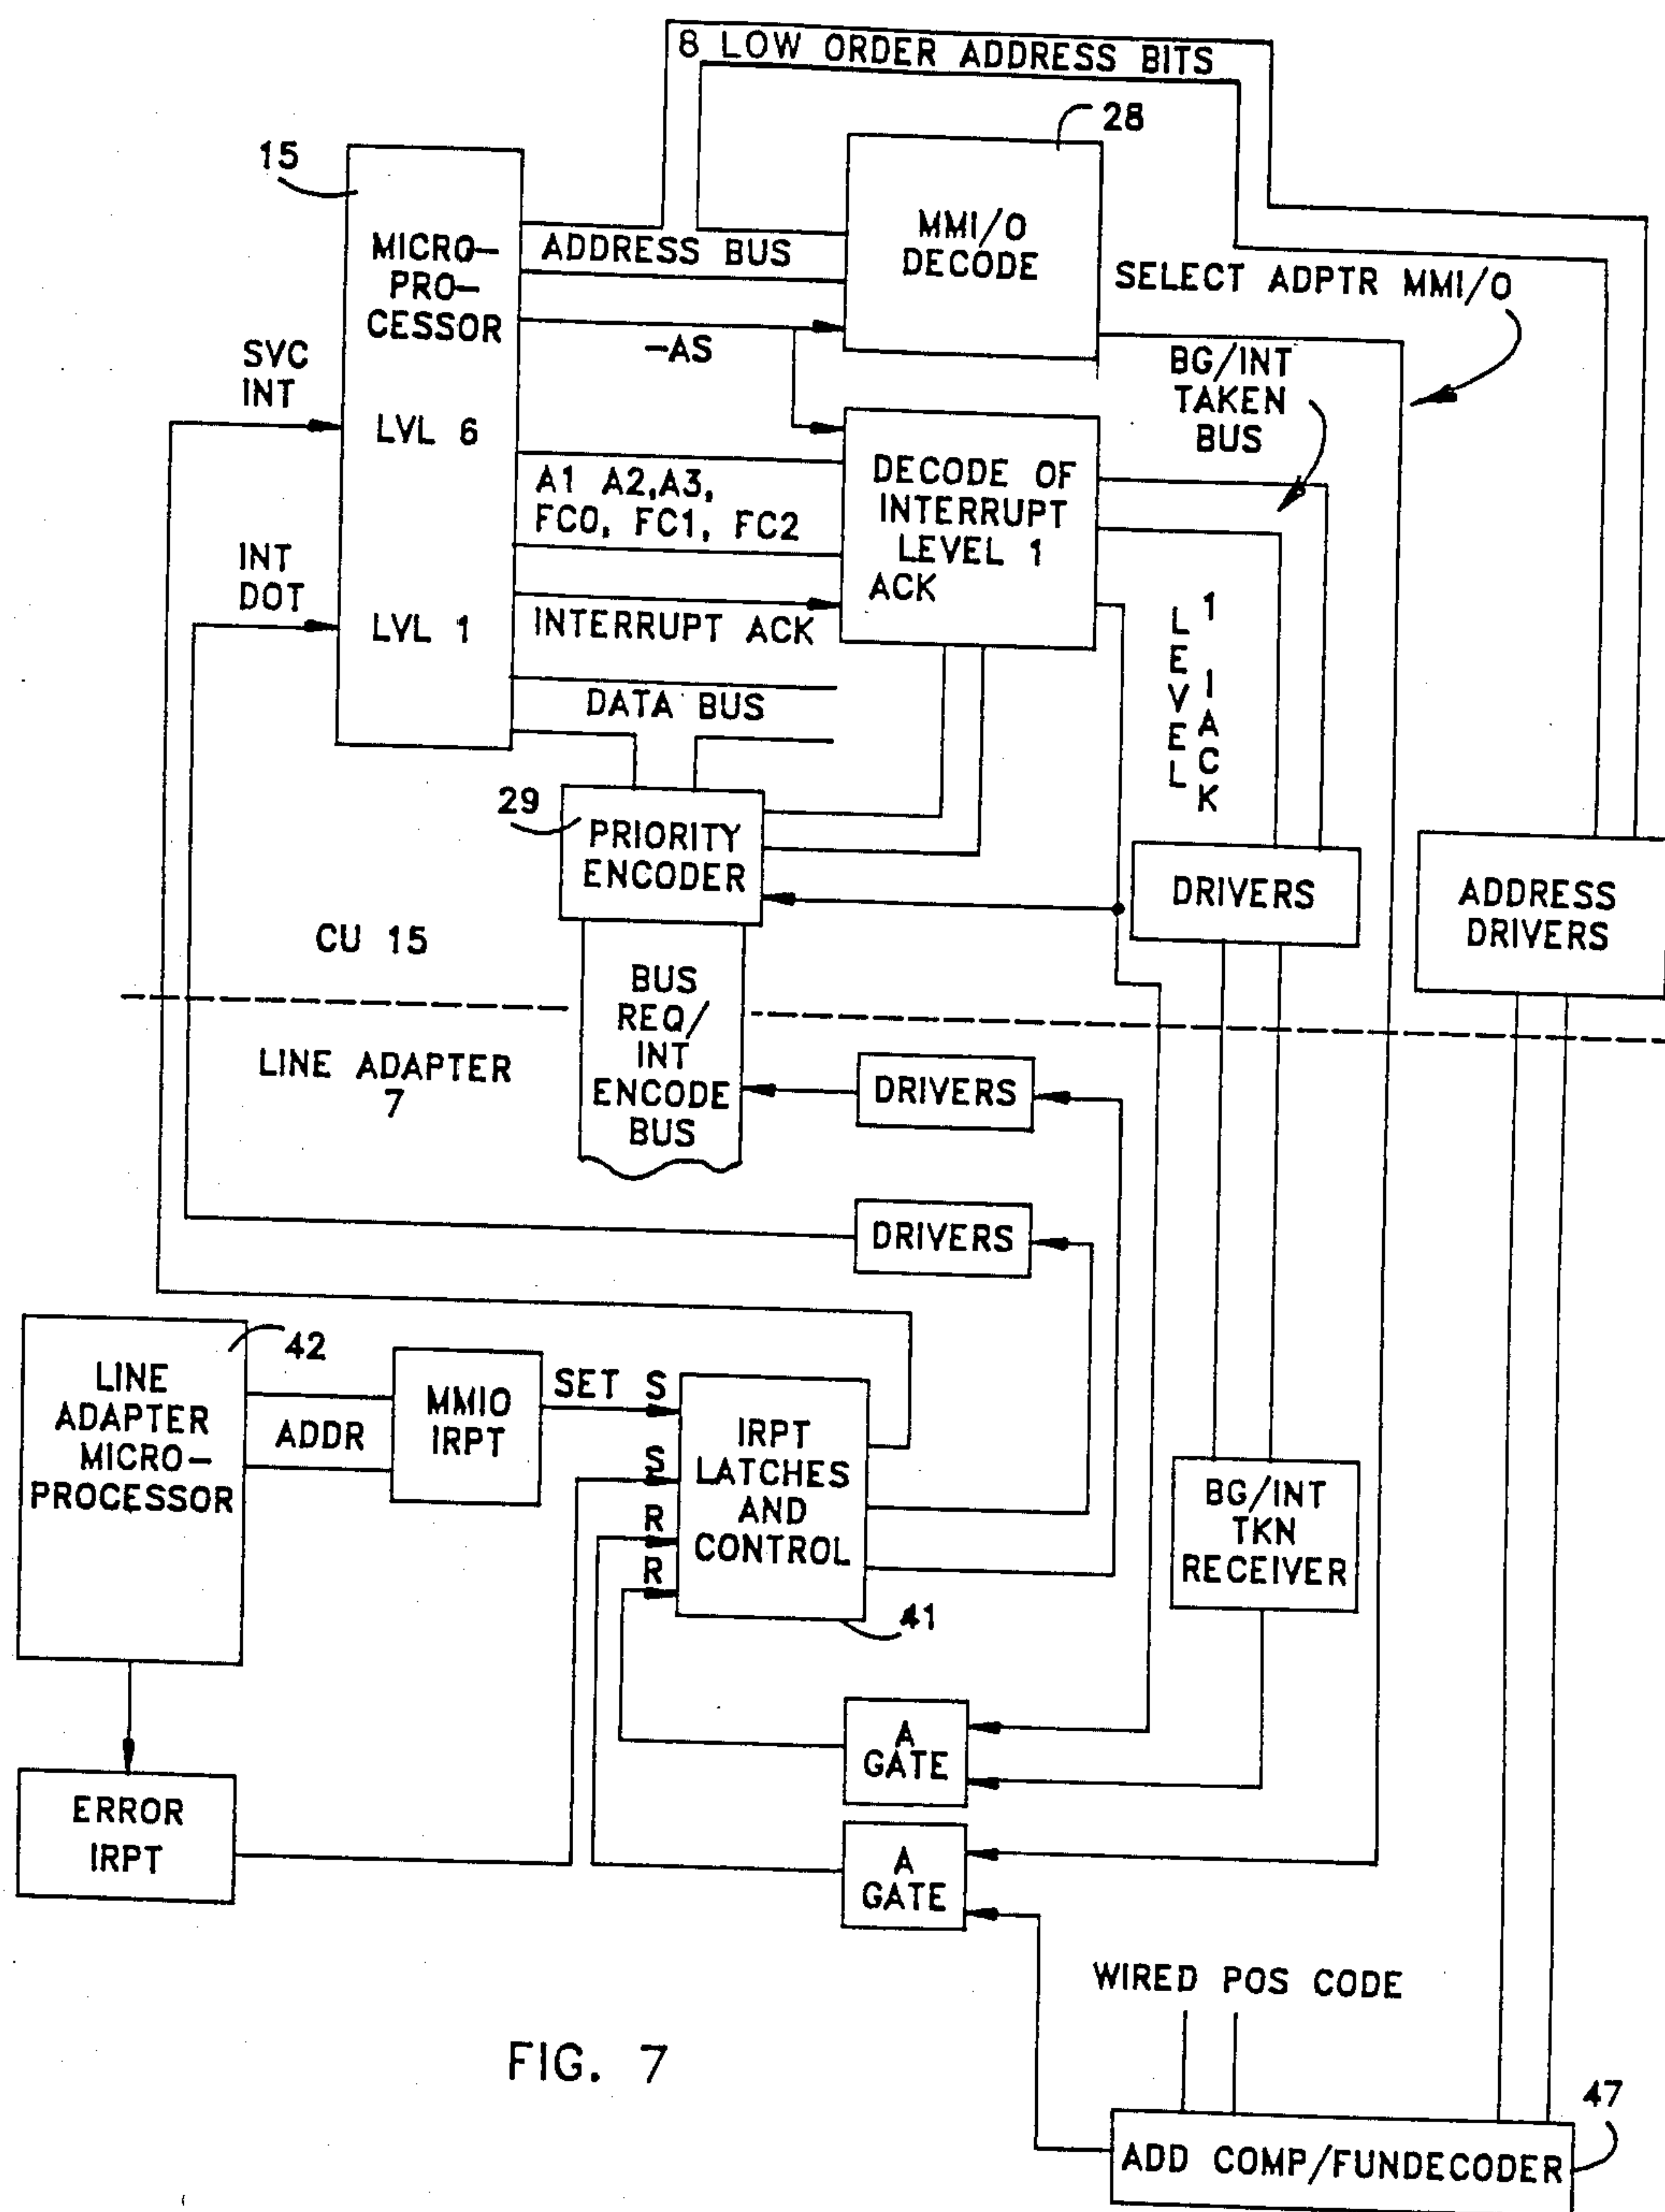 8 LOW ORDER ADDRESS BITS
28
15
MICRO-
PRO-
CESSOR
ADDRESS BUS
MMI/O
DECODE
SELECT ADPTR MMI/O
-AS
SVC
INT
LVL 6
BG/INT
TAKEN
BUS
A1 A2,A3,
FC0, FC1, FC2
DECODE OF
INTERRUPT
LEVEL 1
ACK
INT
DOT
LVL 1
INTERRUPT ACK
LEVEL
1 IACK
DATA BUS
29
PRIORITY
ENCODER
DRIVERS
ADDRESS
DRIVERS
CU 15
BUS
REQ/
INT
ENCODE
BUS
LINE ADAPTER
7
DRIVERS
DRIVERS
42
LINE
ADAPTER
MICRO-
PROCESSOR
ADDR
MMIO
IRPT
SET S
S
R
R
IRPT
LATCHES
AND
CONTROL
41
BG/INT
TKN
RECEIVER
A
GATE
ERROR
IRPT
A
GATE
WIRED POS CODE
FIG. 7
47
ADD COMP/FUNDECODER